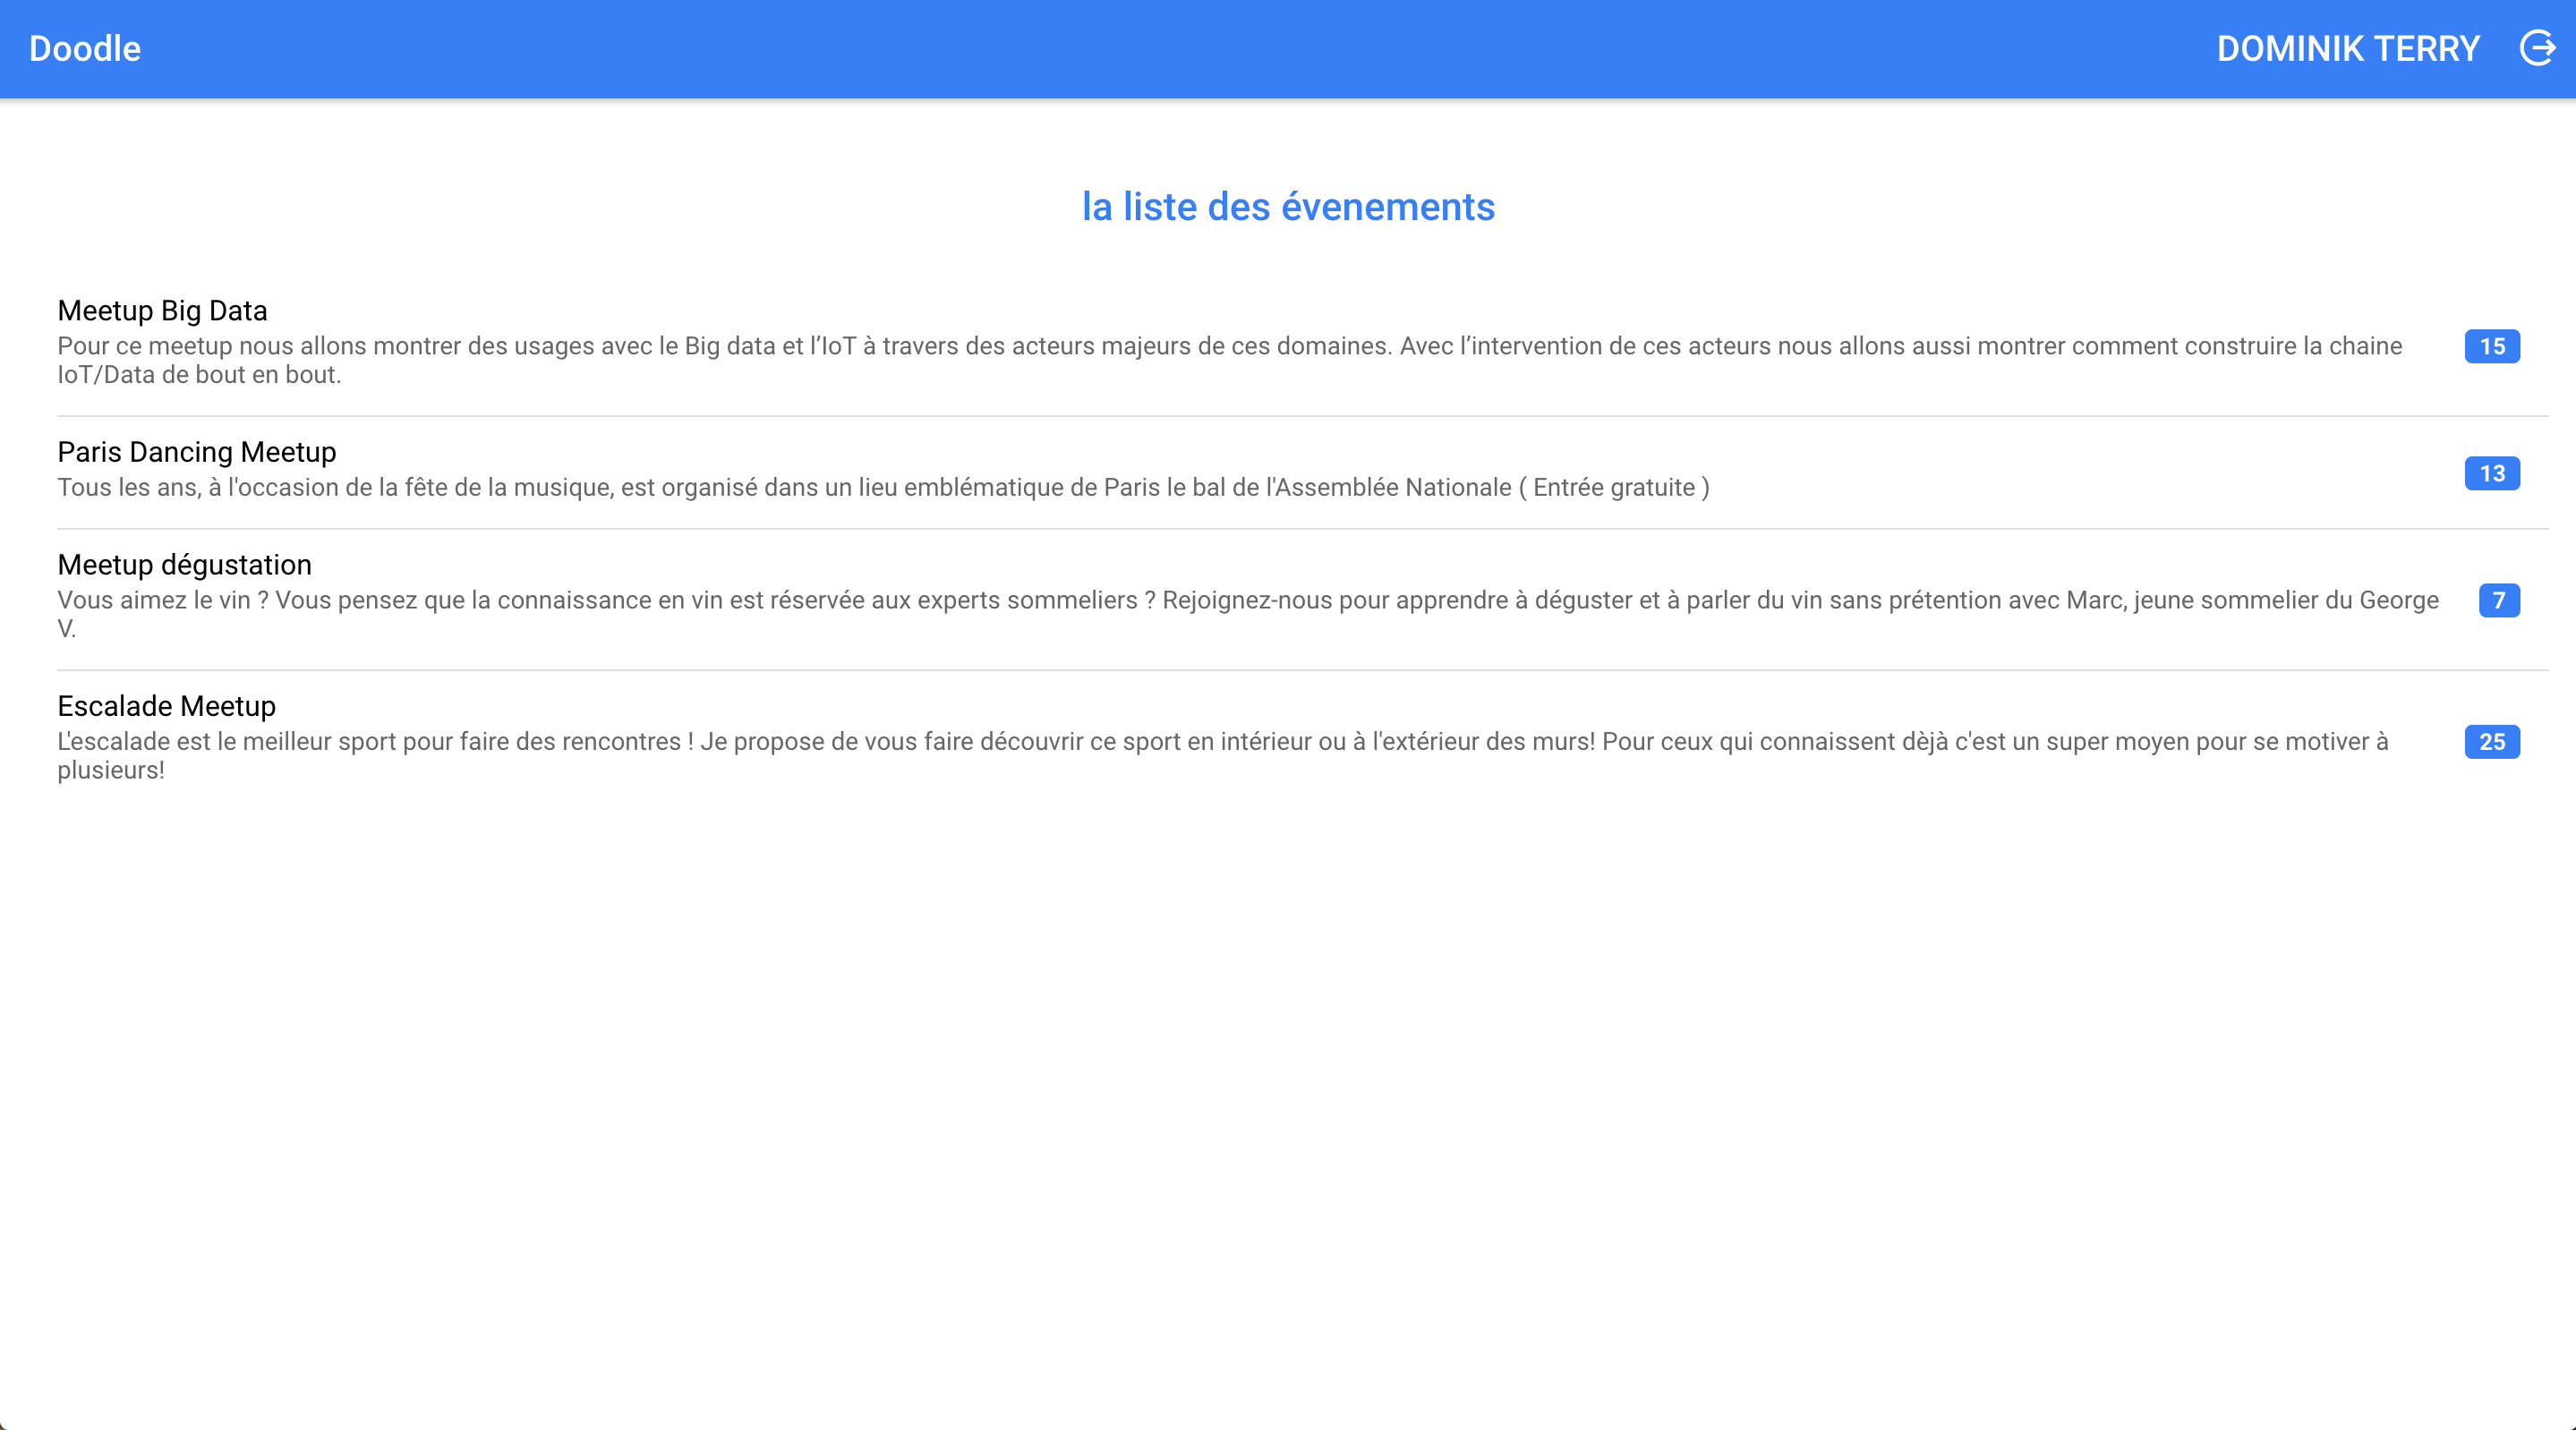 Doodle
DOMINIK TERRY
la liste des évenements
Meetup Big Data
Pour ce meetup nous allons montrer des usages avec le Big data et l’IoT à travers des acteurs majeurs de ces domaines. Avec l’intervention de ces acteurs nous allons aussi montrer comment construire la chaine
IoT/Data de bout en bout.
15
Paris Dancing Meetup
Tous les ans, à l'occasion de la fête de la musique, est organisé dans un lieu emblématique de Paris le bal de l'Assemblée Nationale ( Entrée gratuite )
13
Meetup dégustation
Vous aimez le vin ? Vous pensez que la connaissance en vin est réservée aux experts sommeliers ? Rejoignez-nous pour apprendre à déguster et à parler du vin sans prétention avec Marc, jeune sommelier du George
V.
7
Escalade Meetup
L'escalade est le meilleur sport pour faire des rencontres ! Je propose de vous faire découvrir ce sport en intérieur ou à l'extérieur des murs! Pour ceux qui connaissent dèjà c'est un super moyen pour se motiver à
plusieurs!
25